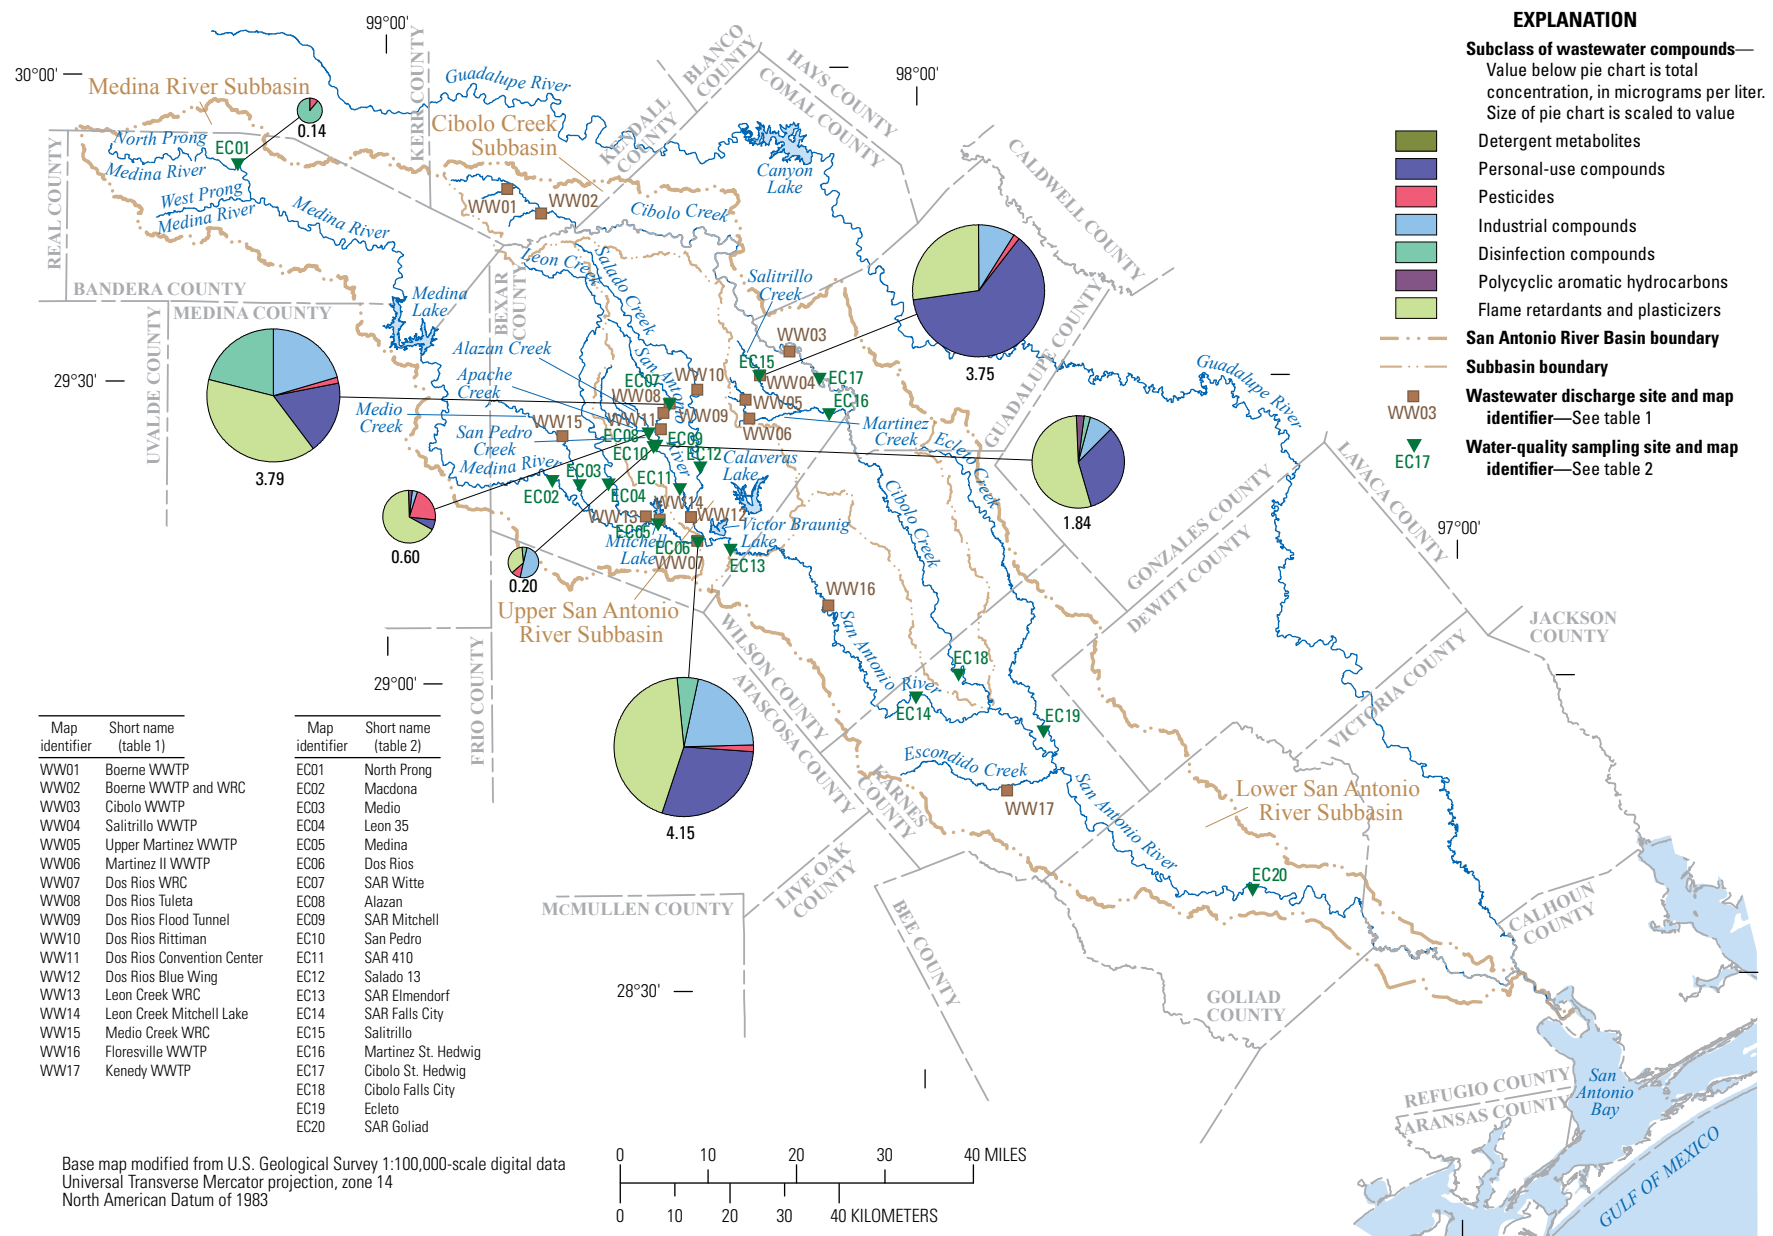 EXPLANATION
Subclass of wastewater compounds—
Value below pie chart is total
concentration, in micrograms per liter.
Size of pie chart is scaled to value
Detergent metabolites
Personal-use compounds
Pesticides
Industrial compounds
Disinfection compounds
Polycyclic aromatic hydrocarbons
Flame retardants and plasticizers
San Antonio River Basin boundary
Subbasin boundary
Wastewater discharge site and map
identifier—See table 1
WW03
Water-quality sampling site and map
identifier—See table 2
EC17
99°00'
98°00'
97°00'
30°00'
29°30'
29°00'
28°30'
Medina River Subbasin
Cibolo Creek
Subbasin
Upper San Antonio
River Subbasin
Lower San Antonio
River Subbasin
REAL COUNTY
KERR COUNTY
BANDERA COUNTY
MEDINA COUNTY
UVALDE COUNTY
BEXAR
COUNTY
KENDALL
COUNTY
BLANCO
COUNTY
HAYS COUNTY
COMAL COUNTY
CALDWELL COUNTY
GUADALUPE COUNTY
GONZALES COUNTY
DEWITT COUNTY
LAVACA COUNTY
JACKSON
COUNTY
VICTORIA COUNTY
CALHOUN
COUNTY
WILSON COUNTY
ATASCOSA COUNTY
FRIO COUNTY
KARNES
COUNTY
LIVE OAK
COUNTY
McMULLEN COUNTY
BEE COUNTY
GOLIAD
COUNTY
REFUGIO COUNTY
ARANSAS COUNTY
North Prong
Medina River
West Prong
Medina River
Medina River
Guadalupe River
Canyon
Lake
Cibolo Creek
Leon Creek
Salado Creek
Salitrillo
Creek
Medina
Lake
Alazan Creek
Apache
Creek
Medio
Creek
San Pedro
Creek
Medina River
San Antonio
River
Martinez
Creek
Calaveras
Lake
Victor Braunig
Lake
Mitchell
Lake
Ecleto Creek
Cibolo Creek
Guadalupe River
San Antonio
River
Escondido Creek
San Antonio River
San
Antonio
Bay
GULF OF MEXICO
EC01
EC02
EC03
EC04
EC05
EC06
EC07
EC08
EC09
EC10
EC11
EC12
EC13
EC14
EC15
EC16
EC17
EC18
EC19
EC20
WW01
WW02
WW03
WW04
WW05
WW06
WW07
WW08
WW09
WW10
WW11
WW12
WW13
WW14
WW15
WW16
WW17
0.14
3.79
0.60
0.20
4.15
3.75
1.84
Map
identifier
Short name
(table 1)
WW01 Boerne WWTP
WW02 Boerne WWTP and WRC
WW03 Cibolo WWTP
WW04 Salitrillo WWTP
WW05 Upper Martinez WWTP
WW06 Martinez II WWTP
WW07 Dos Rios WRC
WW08 Dos Rios Tuleta
WW09 Dos Rios Flood Tunnel
WW10 Dos Rios Rittiman
WW11 Dos Rios Convention Center
WW12 Dos Rios Blue Wing
WW13 Leon Creek WRC
WW14 Leon Creek Mitchell Lake
WW15 Medio Creek WRC
WW16 Floresville WWTP
WW17 Kenedy WWTP
Map
identifier
Short name
(table 2)
EC01 North Prong
EC02 Macdona
EC03 Medio
EC04 Leon 35
EC05 Medina
EC06 Dos Rios
EC07 SAR Witte
EC08 Alazan
EC09 SAR Mitchell
EC10 San Pedro
EC11 SAR 410
EC12 Salado 13
EC13 SAR Elmendorf
EC14 SAR Falls City
EC15 Salitrillo
EC16 Martinez St. Hedwig
EC17 Cibolo St. Hedwig
EC18 Cibolo Falls City
EC19 Ecleto
EC20 SAR Goliad
Base map modified from U.S. Geological Survey 1:100,000-scale digital data
Universal Transverse Mercator projection, zone 14
North American Datum of 1983
0 10 20 30 40 MILES
0 10 20 30 40 KILOMETERS